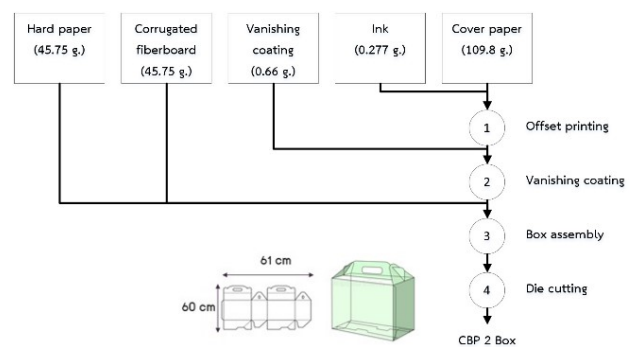 Hard paper
(45.75 g.)
Corrugated
fiberboard
(45.75 g.)
Vanishing
coating
(0.66 g.)
Ink
(0.277 g.)
Cover paper
(109.8 g.)
1
Offset printing
2
Vanishing coating
3
Box assembly
61 cm
60 cm
4
Die cutting
CBP 2 Box